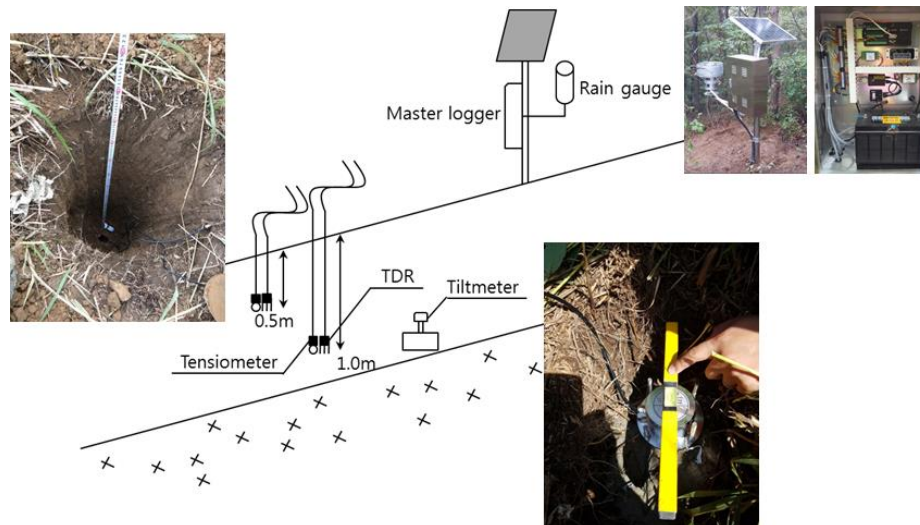 Master logger
Rain gauge
TDR
Tiltmeter
0.5m
Tensiometer
1.0m